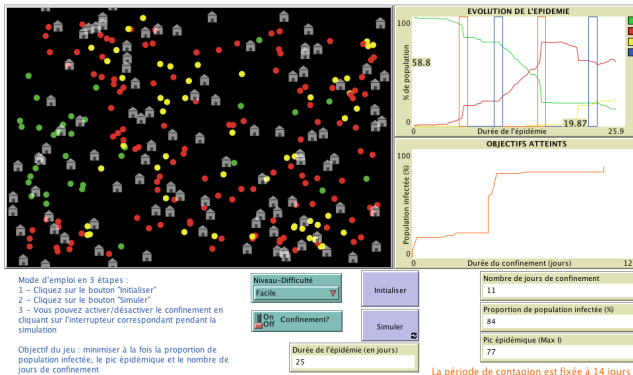 EVOLUTION DE L'EPIDEMIE
100
% de population
58.8
19.87
0
0
Durée de l'épidémie
25.9
OBJECTIFS ATTEINTS
100
Population infectée (%)
0
0
Durée du confinement (jours)
12
Mode d'emploi en 3 étapes :
1 - Cliquez sur le bouton "Initialiser"
2 - Cliquez sur le bouton "Simuler"
3 - Vous pouvez activer/désactiver le confinement en
cliquant sur l'interrupteur correspondant pendant la
simulation
Objectif du jeu : minimiser à la fois la proportion de
population infectée, le pic épidémique et le nombre de
jours de confinement
Niveau-Difficulté
Facile
On
Off
Confinement?
Initialiser
Simuler
Durée de l'épidémie (en jours)
25
Nombre de jours de confinement
11
Proportion de population infectée (%)
84
Pic épidémique (Max I)
77
La période de contagion est fixée à 14 jours